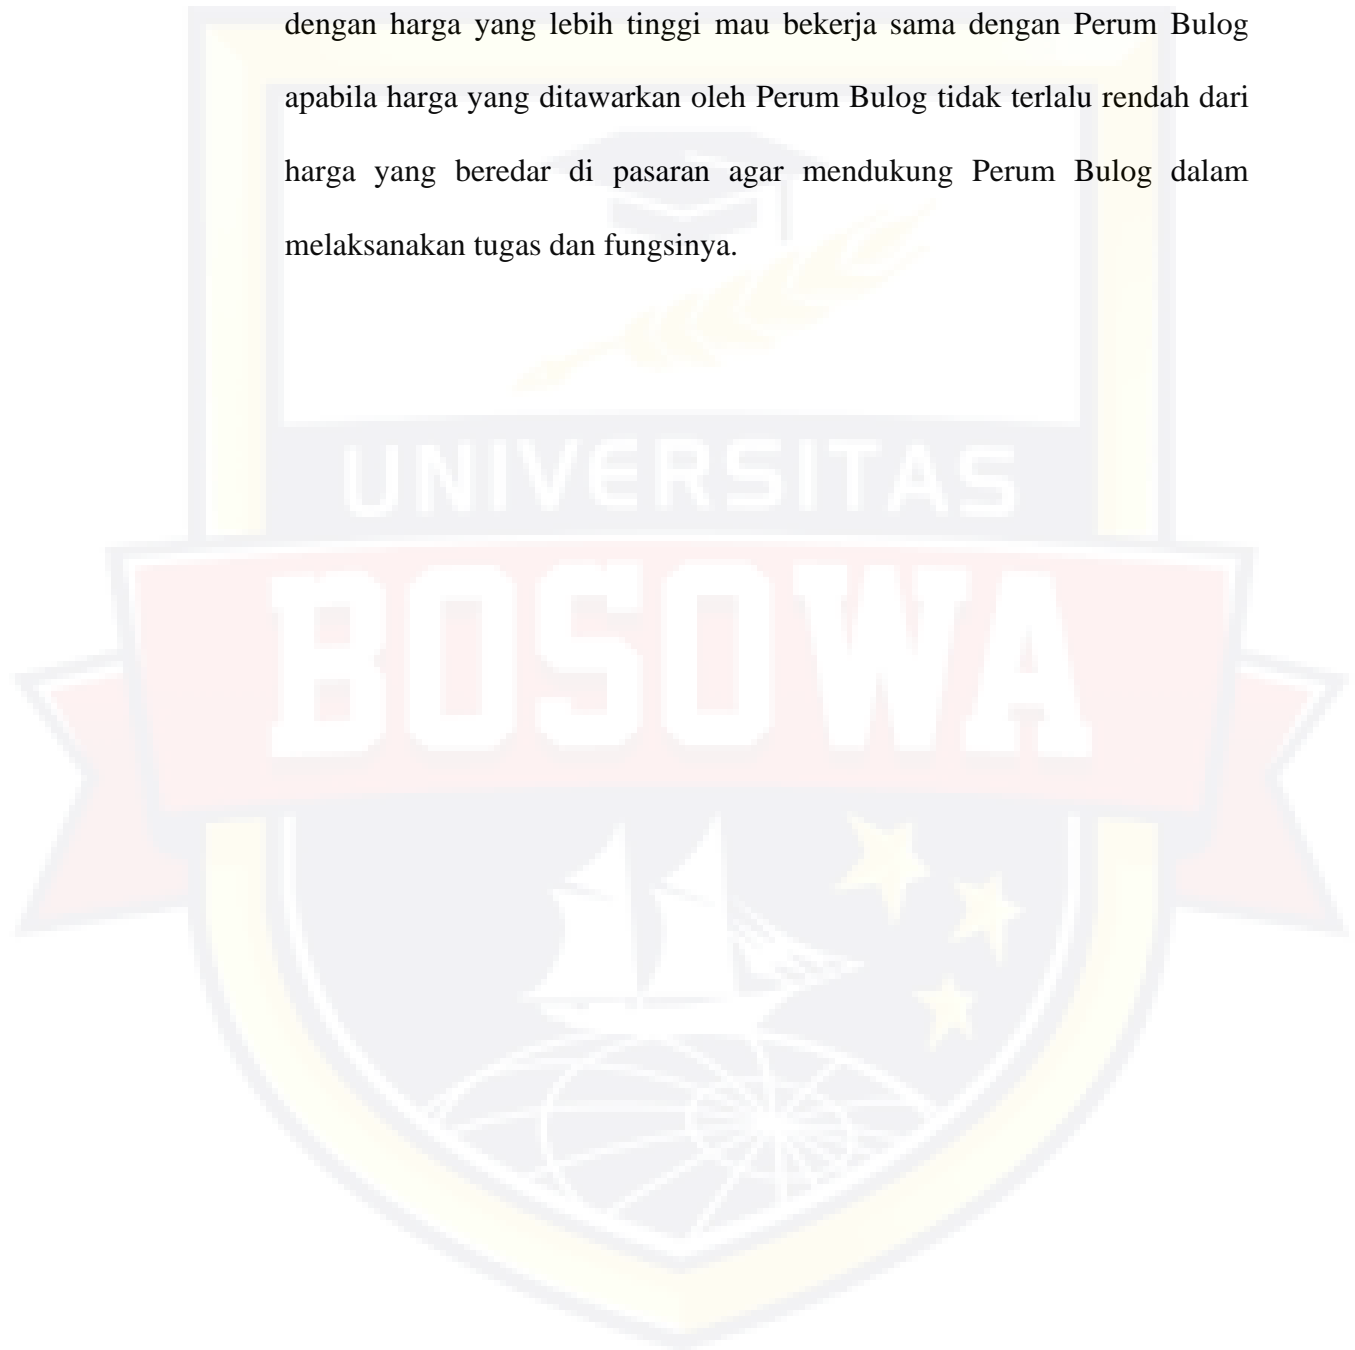 dengan harga yang lebih tinggi mau bekerja sama dengan Perum Bulog
apabila harga yang ditawarkan oleh Perum Bulog tidak terlalu rendah dari
harga yang beredar di pasaran agar mendukung Perum Bulog dalam
melaksanakan tugas dan fungsinya.
UNIVERSITAS
BOSOWA